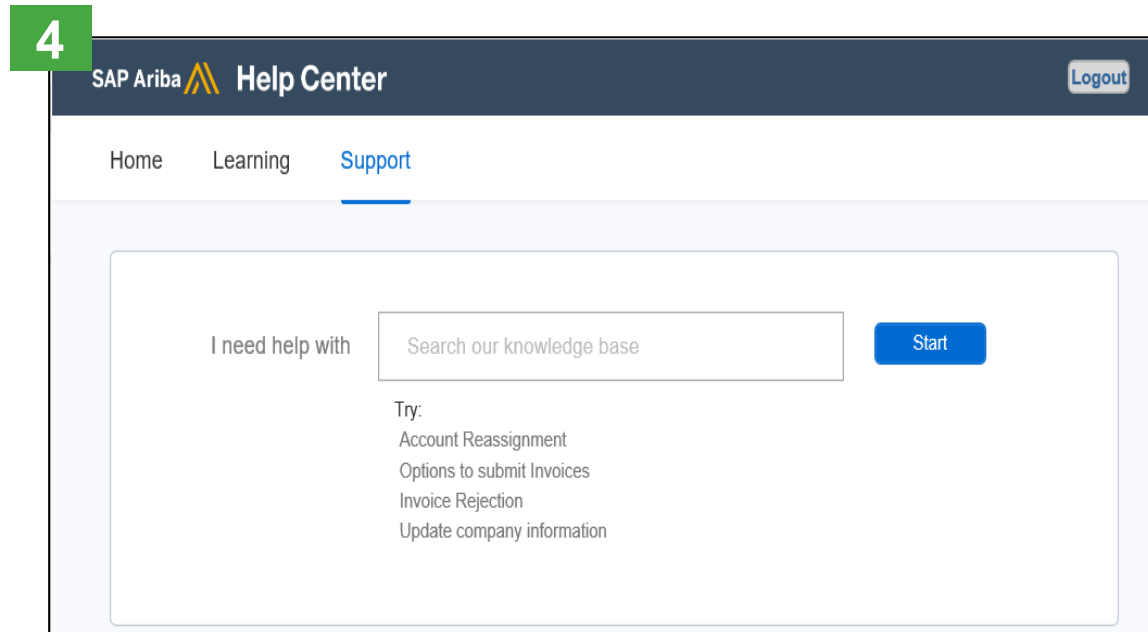 4
SAP Ariba Help Center Logout
Home Learning Support
I need help with Search our knowledge base Start
Try:
Account Reassignment
Options to submit Invoices
Invoice Rejection
Update company information